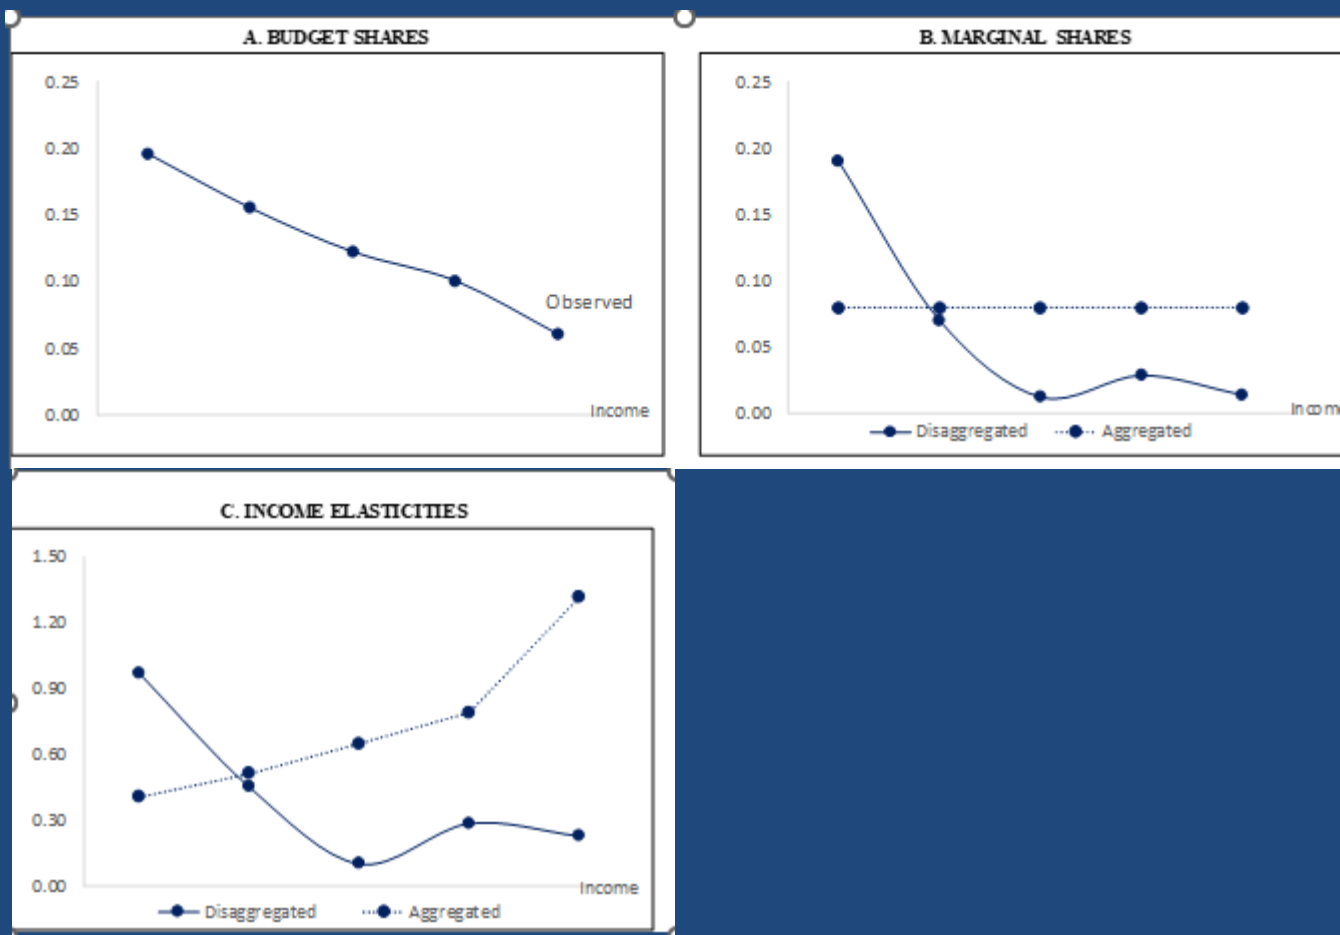 A. BUDGET SHARES
0.25
0.20
0.15
0.10
0.05
0.00
Observed
Income
B. MARGINAL SHARES
0.25
0.20
0.15
0.10
0.05
0.00
Incom
Disaggregated Aggregated
C. INCOME ELASTICITIES
1.50
1.20
0.90
0.60
0.30
0.00
Income
Disaggregated Aggregated